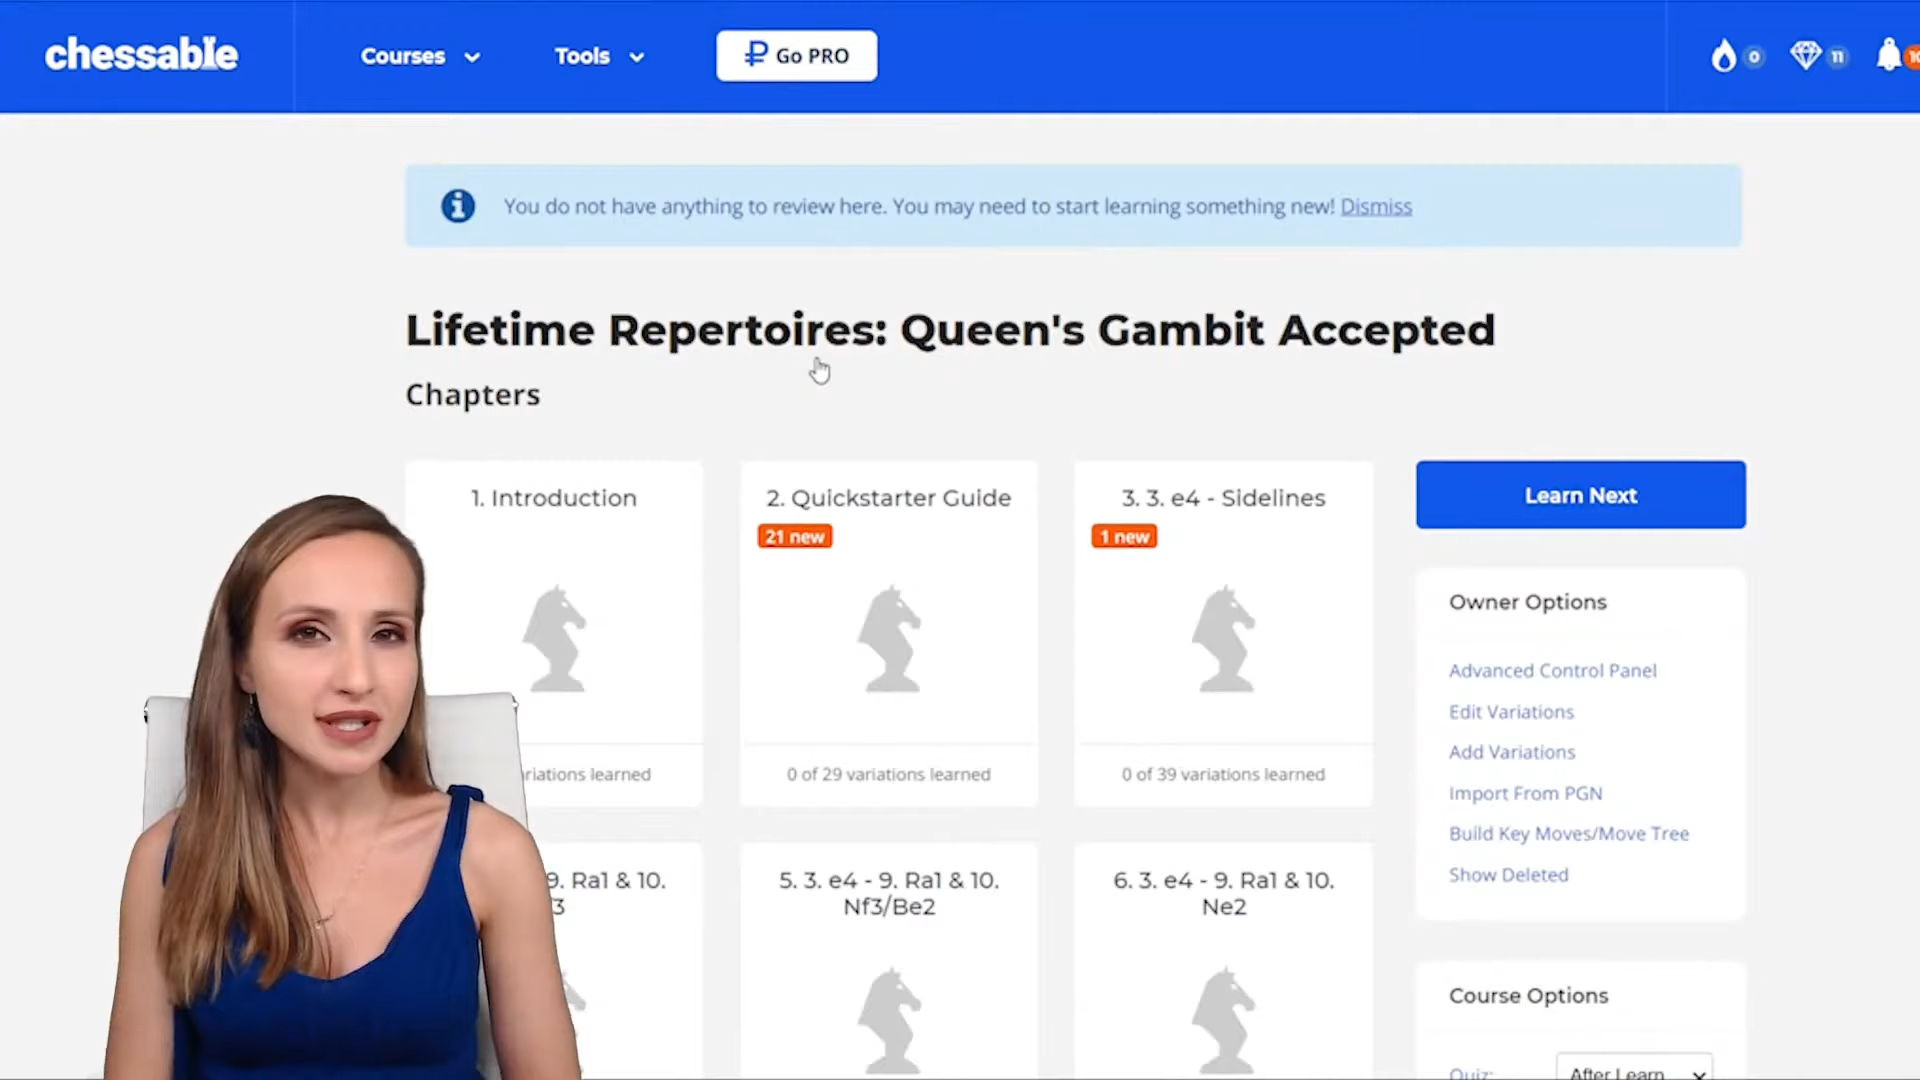 chessable
Courses
Tools
Go PRO
0
11
You do not have anything to review here. You may need to start learning something new! Dismiss
Lifetime Repertoires: Queen's Gambit Accepted
Chapters
1. Introduction
2. Quickstarter Guide
21 new
3. 3. e4 - Sidelines
1 new
Learn Next
Owner Options
Advanced Control Panel
Edit Variations
Add Variations
Import From PGN
Build Key Moves/Move Tree
Show Deleted
learned
0 of 29 variations learned
0 of 39 variations learned
9. Ra1 & 10.
3
5. 3. e4 - 9. Ra1 & 10.
Nf3/Be2
6. 3. e4 - 9. Ra1 & 10.
Ne2
Course Options
Quiz:
After Learn